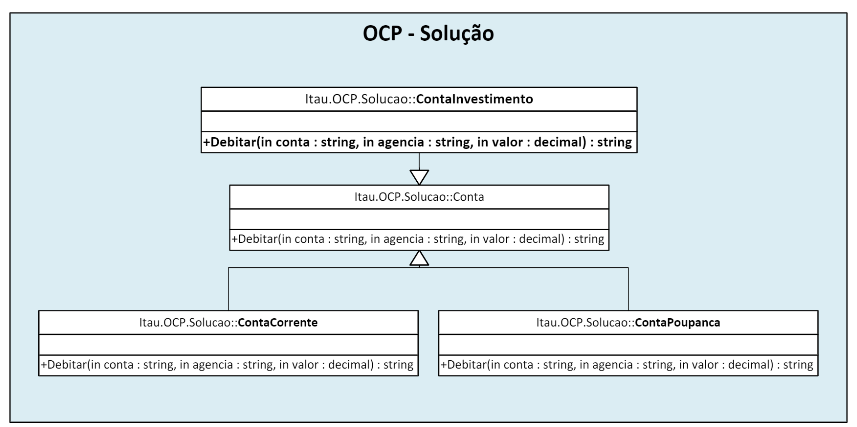 OCP - Solução
Itau.OCP.Solucao::ContaInvestimento
+Debitar(in conta : string, in agencia : string, in valor : decimal) : string
Itau.OCP.Solucao::Conta
+Debitar(in conta : string, in agencia : string, in valor : decimal) : string
Itau.OCP.Solucao::ContaCorrente
+Debitar(in conta : string, in agencia : string, in valor : decimal) : string
Itau.OCP.Solucao::ContaPoupanca
+Debitar(in conta : string, in agencia : string, in valor : decimal) : string